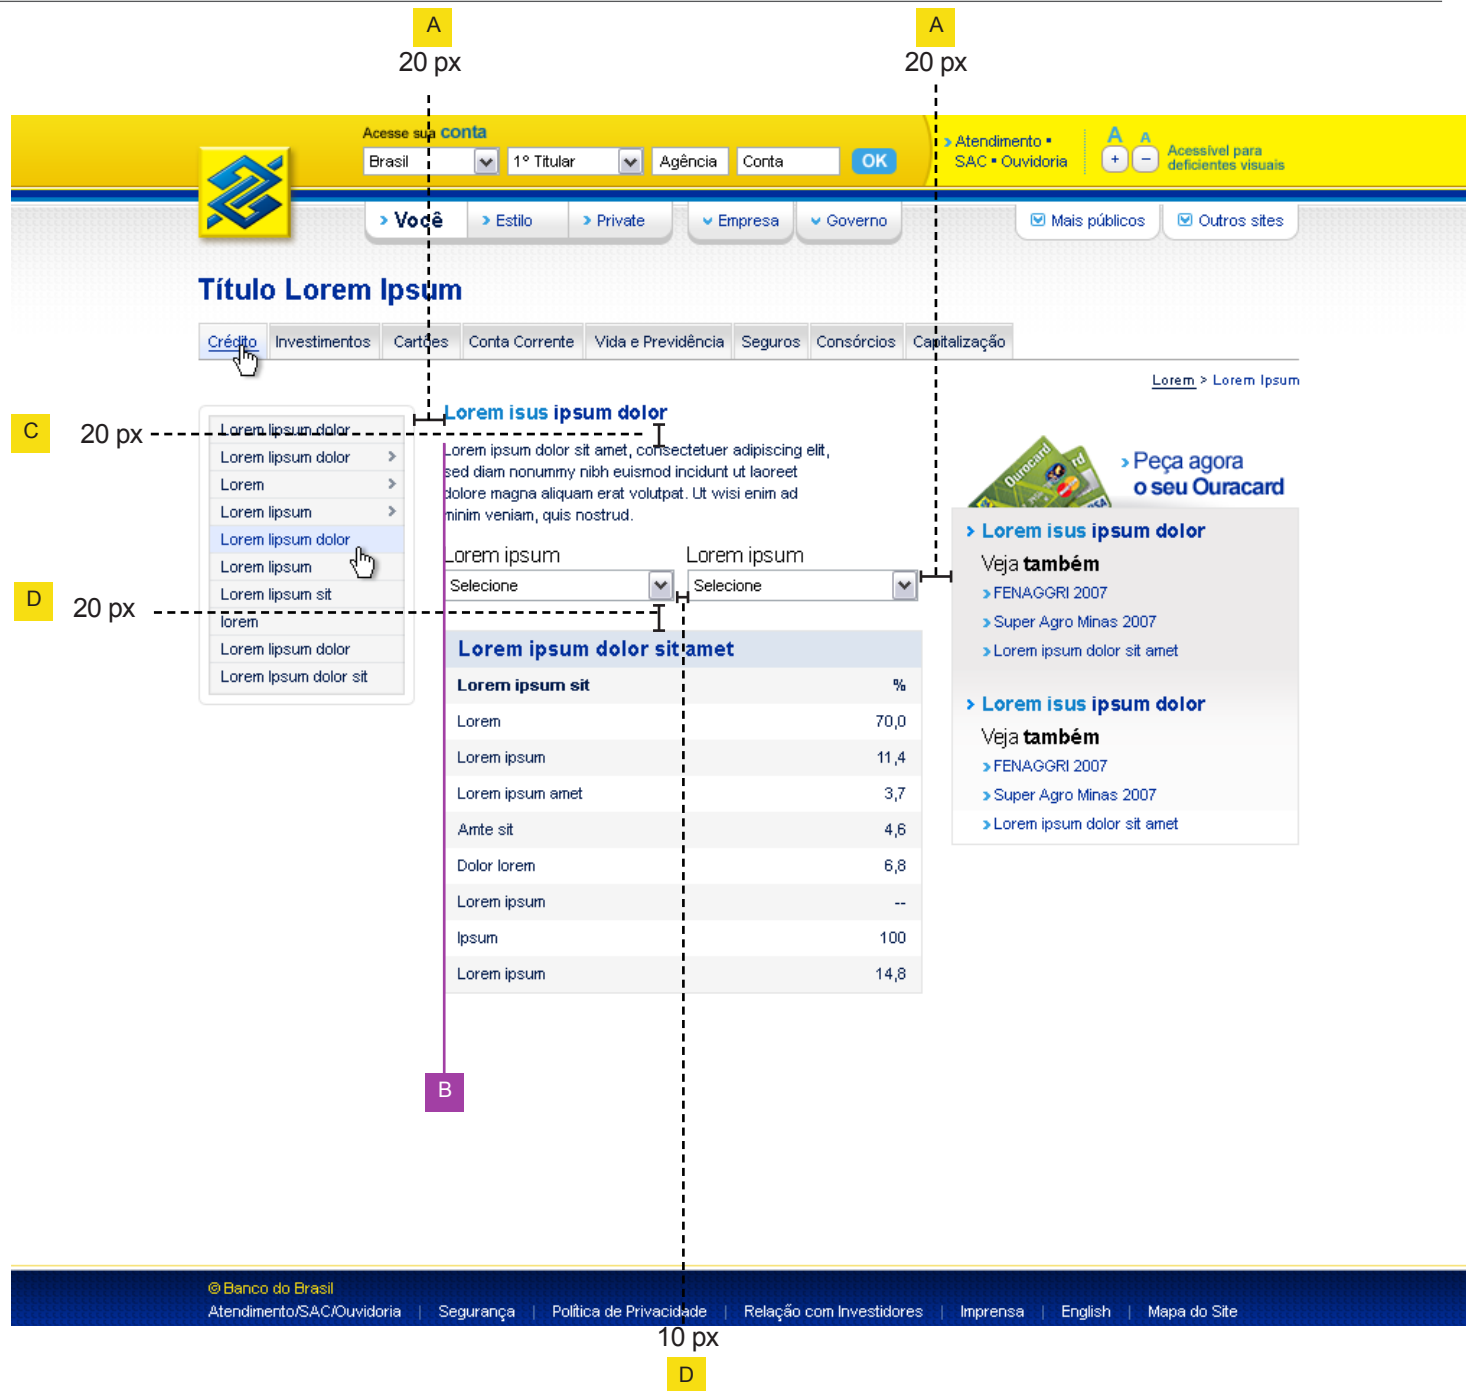 A
A
20 px
20 px
Acesse sua conta
Brasil
1º Titular
Agência
Conta
OK
Atendimento
SAC Ouvidoria
A A
+ −
Acessível para
deficientes visuais
Você
Estilo
Private
Empresa
Governo
Mais públicos
Outros sites
Título Lorem Ipsum
Crédito
Investimentos
Cartões
Conta Corrente
Vida e Previdência
Seguros
Consórcios
Capitalização
Lorem > Lorem Ipsum
C
20 px
Lorem lipsum dolor
Lorem lipsum dolor
Lorem
Lorem lipsum
Lorem lipsum dolor
Lorem lipsum
Lorem lipsum sit
lorem
Lorem lipsum dolor
Lorem Ipsum dolor sit
D
20 px
Lorem isus ipsum dolor
Lorem ipsum dolor sit amet, consectetuer adipiscing elit,
sed diam nonummy nibh euismod incidunt ut laoreet
dolore magna aliquam erat volutpat. Ut wisi enim ad
minim veniam, quis nostrud.
Lorem ipsum
Lorem ipsum
Selecione
Selecione
Lorem ipsum dolor sit amet
Lorem ipsum sit %
Lorem 70,0
Lorem ipsum 11,4
Lorem ipsum amet 3,7
Amte sit 4,6
Dolor lorem 6,8
Lorem ipsum --
Ipsum 100
Lorem ipsum 14,8
Ourocard
Peça agora
o seu Ouracard
Lorem isus ipsum dolor
Veja também
FENAGGRI 2007
Super Agro Minas 2007
Lorem ipsum dolor sit amet
Lorem isus ipsum dolor
Veja também
FENAGGRI 2007
Super Agro Minas 2007
Lorem ipsum dolor sit amet
B
© Banco do Brasil
Atendimento/SAC/Ouvidoria | Segurança | Política de Privacidade | Relação com Investidores | Imprensa | English | Mapa do Site
10 px
D